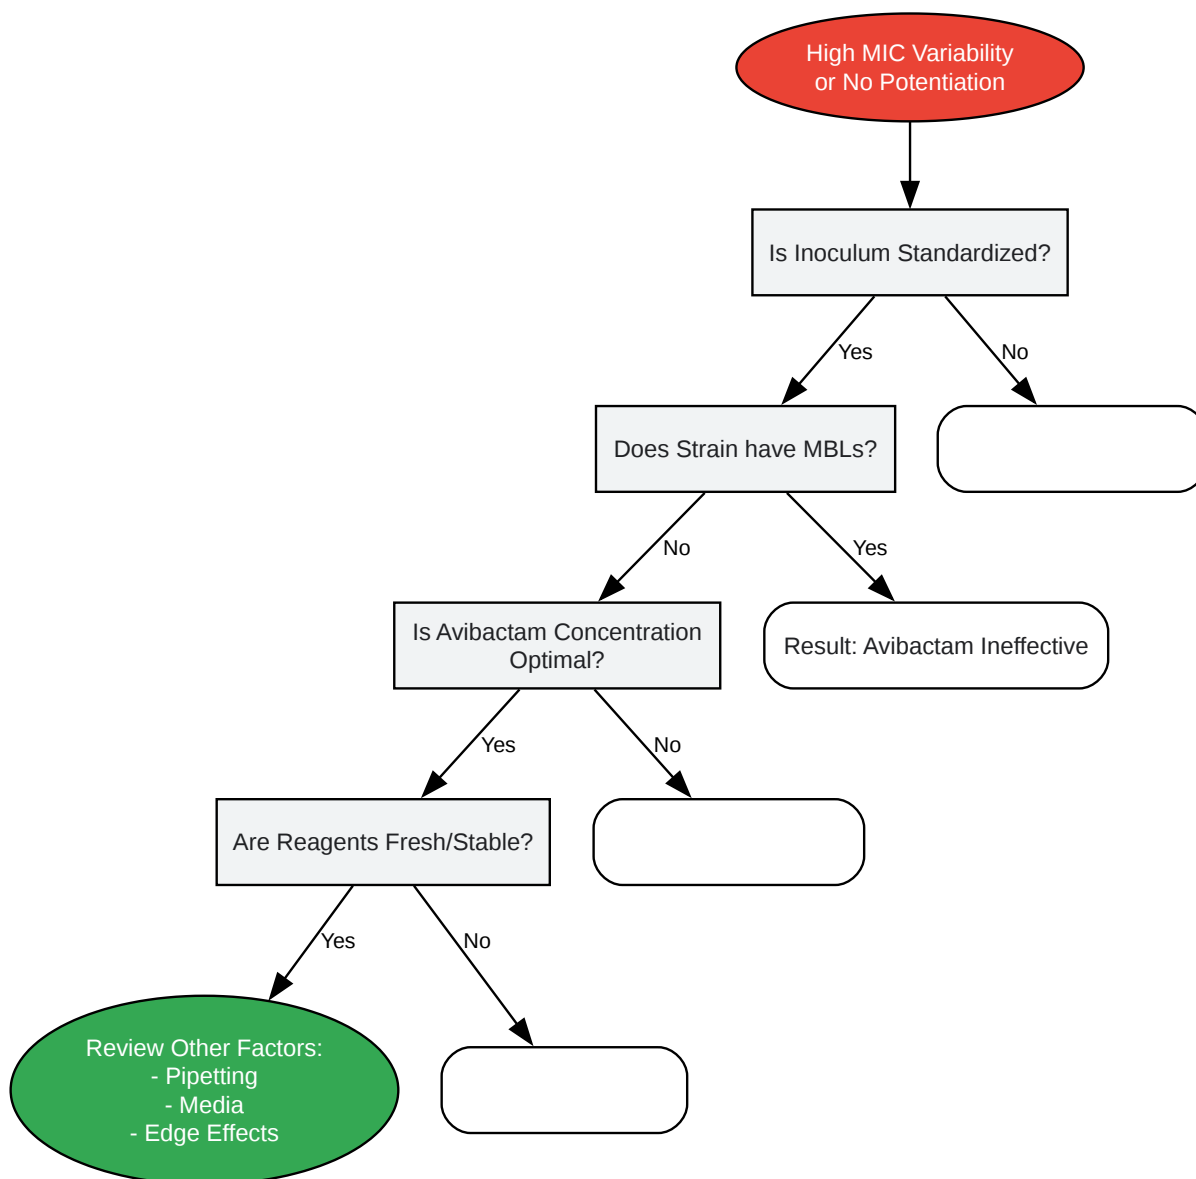 High MIC Variability
or No Potentiation
Is Inoculum Standardized?
Yes
No
Does Strain have MBLs?
No
Yes
Is Avibactam Concentration
Optimal?
Result: Avibactam Ineffective
Yes
No
Are Reagents Fresh/Stable?
Yes
No
Review Other Factors:
- Pipetting
- Media
- Edge Effects